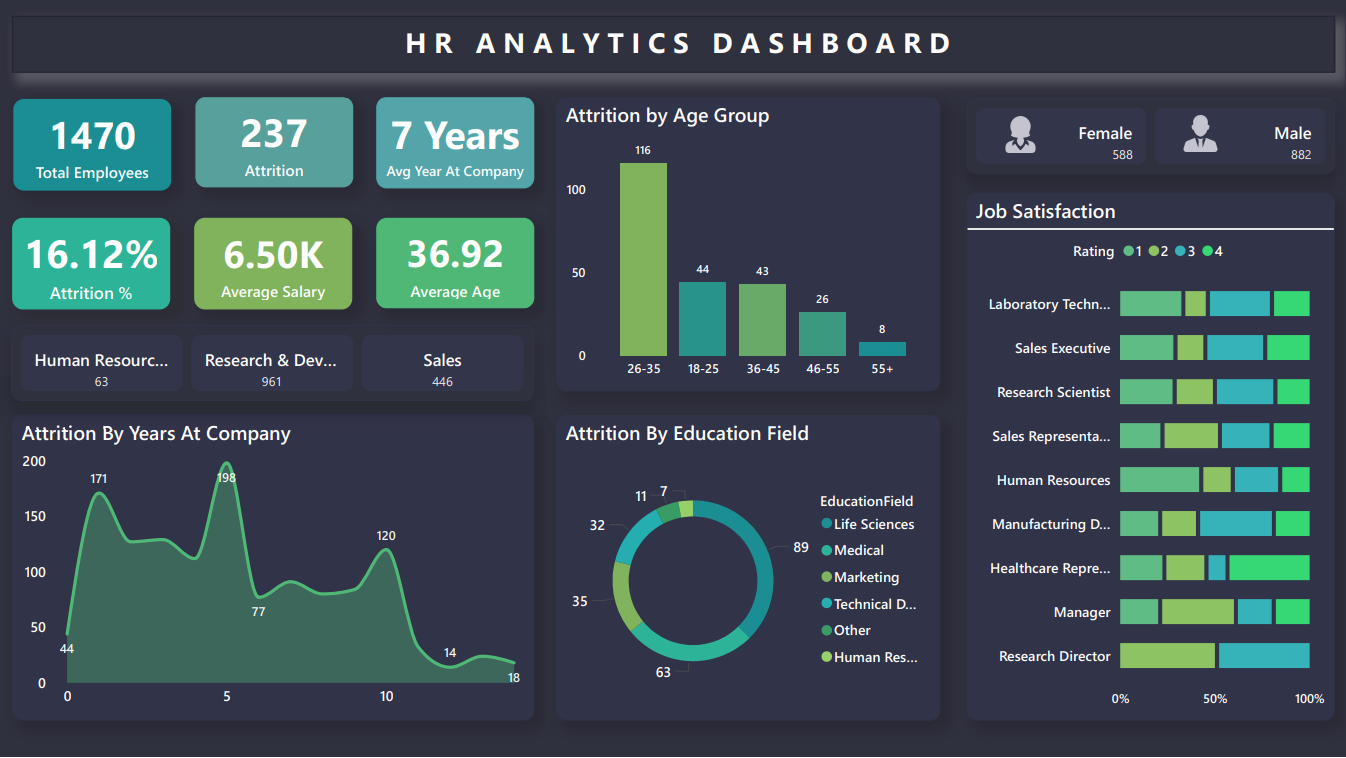 HR ANALYTICS DASHBOARD
1470
Total Employees
237
Attrition
7 Years
Avg Year At Company
16.12%
Attrition %
6.50K
Average Salary
36.92
Average Age
Human Resourc...
63
Research & Dev...
961
Sales
446
Attrition by Age Group
116
100
44
43
50
26
8
0
26-35 18-25 36-45 46-55 55+
Female
588
Male
882
Job Satisfaction
Rating 1 2 3 4
Laboratory Techn...
Sales Executive
Research Scientist
Sales Representa...
Human Resources
Manufacturing D...
Healthcare Repre...
Manager
Research Director
0% 50% 100%
Attrition By Years At Company
200
171
198
150
120
100
77
50
44
14
18
0
0 5 10
Attrition By Education Field
11 7
32
89
35
63
EducationField
Life Sciences
Medical
Marketing
Technical D...
Other
Human Res...